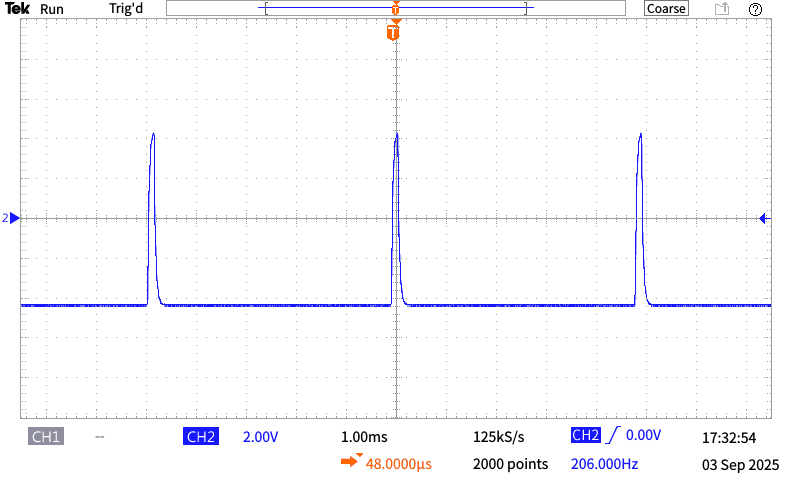 Tek Run Trig'd T Coarse ?
T
2
CH1 -- CH2 2.00V 1.00ms 125kS/s CH2 0.00V 17:32:54
48.0000µs 2000 points 206.000Hz 03 Sep 2025